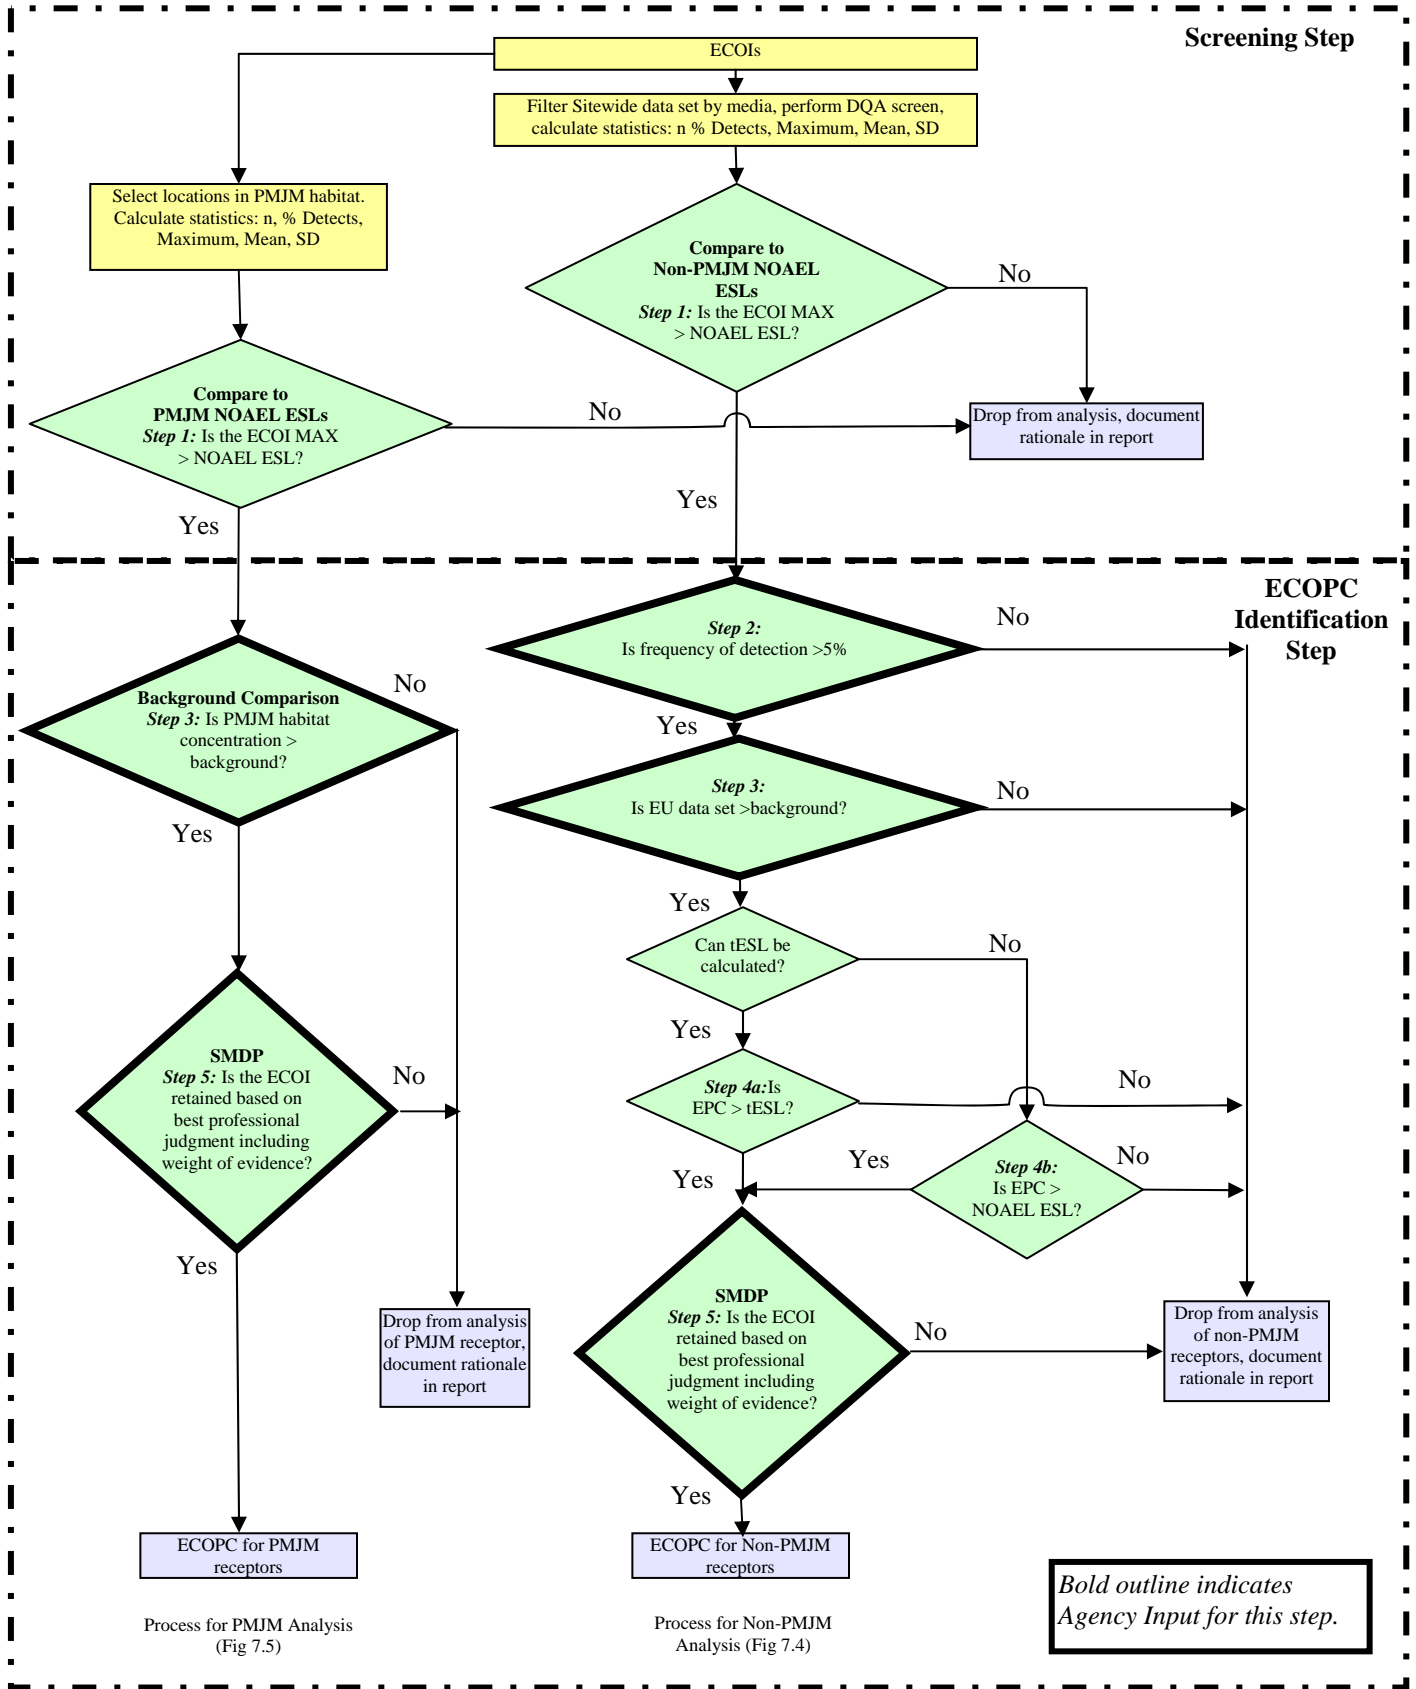 Screening Step
ECOIs
Filter Sitewide data set by media, perform DQA screen,
calculate statistics: n % Detects, Maximum, Mean, SD
Select locations in PMJM habitat.
Calculate statistics: n, % Detects,
Maximum, Mean, SD
Compare to
Non-PMJM NOAEL
ESLs
Step 1: Is the ECOI MAX
> NOAEL ESL?
No
Compare to
PMJM NOAEL ESLs
Step 1: Is the ECOI MAX
> NOAEL ESL?
No
Drop from analysis, document
rationale in report
Yes
Yes
ECOPC
Identification
Step
Step 2:
Is frequency of detection >5%
No
Background Comparison
Step 3: Is PMJM habitat
concentration >
background?
No
Yes
Step 3:
Is EU data set >background?
No
Yes
Yes
Can tESL be
calculated?
No
Yes
SMDP
Step 5: Is the ECOI
retained based on
best professional
judgment including
weight of evidence?
No
Step 4a:Is
EPC > tESL?
No
Yes
Step 4b:
Is EPC >
NOAEL ESL?
No
Yes
Yes
SMDP
Step 5: Is the ECOI
retained based on
best professional
judgment including
weight of evidence?
No
Drop from analysis
of PMJM receptor,
document rationale
in report
Drop from analysis
of non-PMJM
receptors, document
rationale in report
Yes
ECOPC for PMJM
receptors
ECOPC for Non-PMJM
receptors
Process for PMJM Analysis
(Fig 7.5)
Process for Non-PMJM
Analysis (Fig 7.4)
Bold outline indicates
Agency Input for this step.